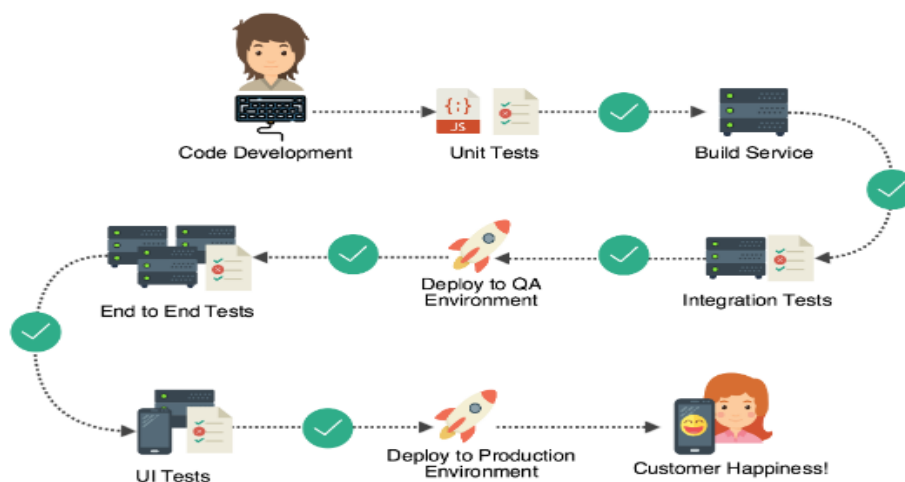 {;}
JS
Code Development
Unit Tests
Build Service
End to End Tests
Deploy to QA
Environment
Integration Tests
UI Tests
Deploy to Production
Environment
Customer Happiness!